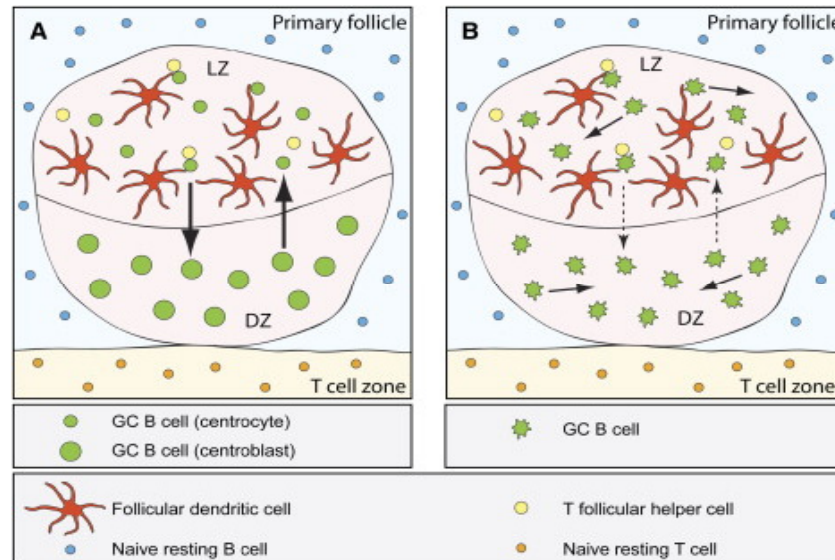 A
Primary follicle
LZ
DZ
T cell zone
B
Primary follicle
LZ
DZ
T cell zone
GC B cell (centrocyte)
GC B cell (centroblast)
GC B cell
Follicular dendritic cell
T follicular helper cell
Naive resting B cell
Naive resting T cell